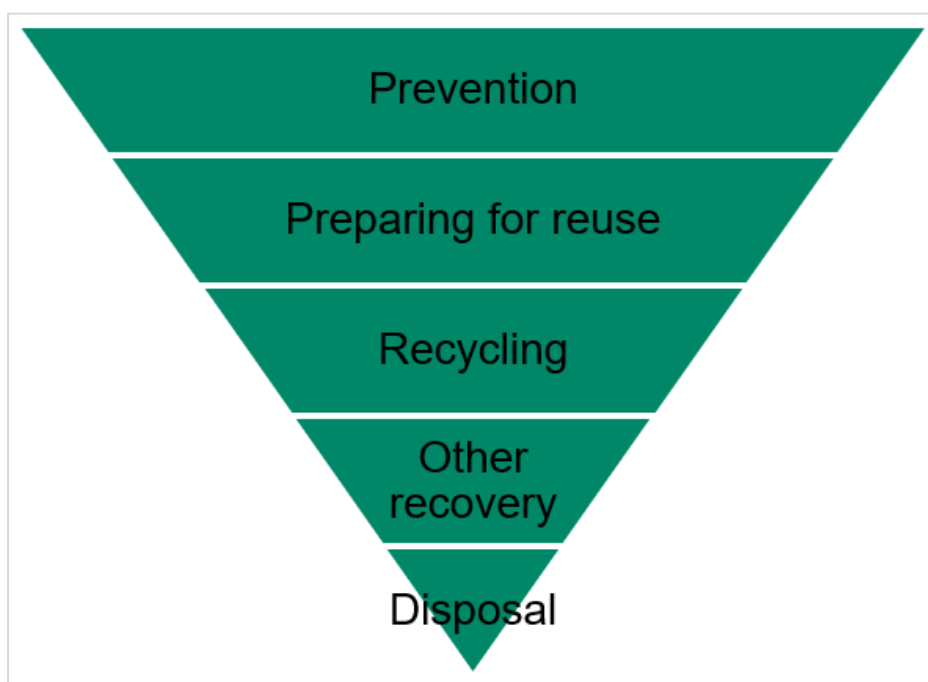 Prevention
Preparing for reuse
Recycling
Other
recovery
Disposal